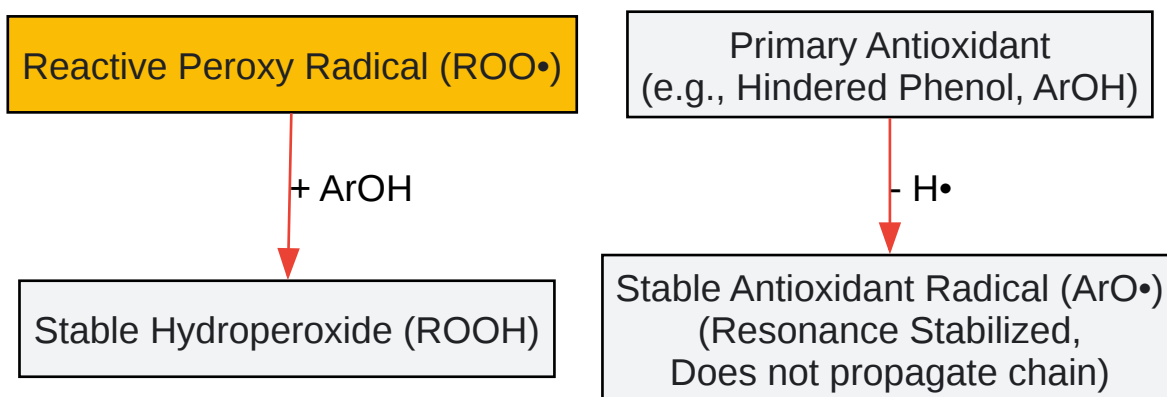 Reactive Peroxy Radical (ROO•)
+ ArOH
Stable Hydroperoxide (ROOH)
Primary Antioxidant
(e.g., Hindered Phenol, ArOH)
- H•
Stable Antioxidant Radical (ArO•)
(Resonance Stabilized,
Does not propagate chain)